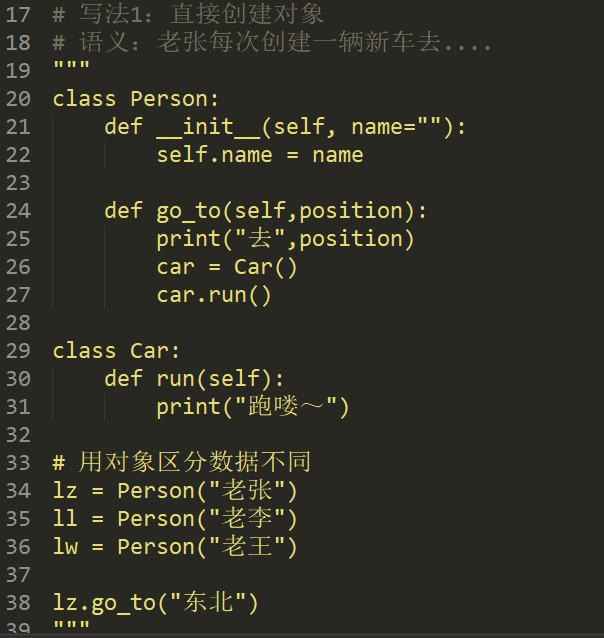 17 # 写法1: 直接创建对象
18 # 语义: 老张每次创建一辆新车去....
19 """
20 class Person:
21     def __init__(self, name=""):
22         self.name = name
23
24     def go_to(self,position):
25         print("去",position)
26         car = Car()
27         car.run()
28
29 class Car:
30     def run(self):
31         print("跑喽～")
32
33 # 用对象区分数据不同
34 lz = Person("老张")
35 ll = Person("老李")
36 lw = Person("老王")
37
38 lz.go_to("东北")
39 """